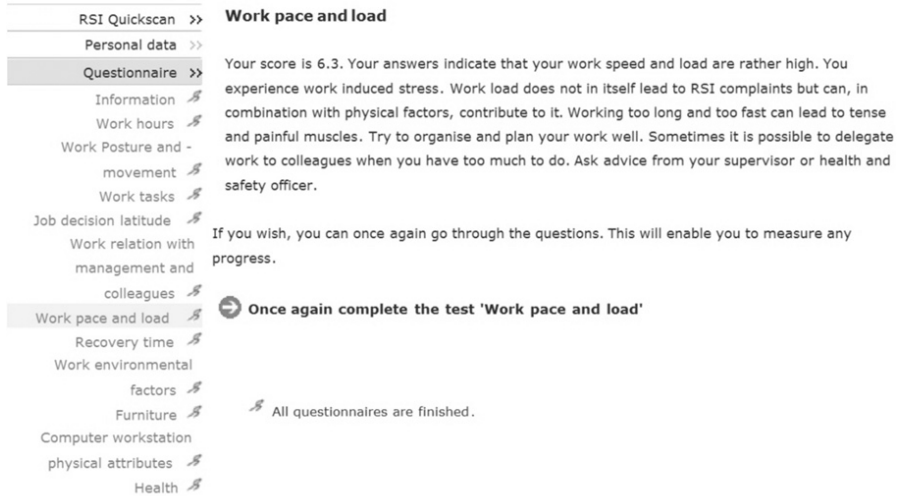 RSI Quickscan >>
Personal data >>
Questionnaire >>
Information
Work hours
Work Posture and -
movement
Work tasks
Job decision latitude
Work relation with
management and
colleagues
Work pace and load
Recovery time
Work environmental
factors
Furniture
Computer workstation
physical attributes
Health
Work pace and load
Your score is 6.3. Your answers indicate that your work speed and load are rather high. You
experience work induced stress. Work load does not in itself lead to RSI complaints but can, in
combination with physical factors, contribute to it. Working too long and too fast can lead to tense
and painful muscles. Try to organise and plan your work well. Sometimes it is possible to delegate
work to colleagues when you have too much to do. Ask advice from your supervisor or health and
safety officer.
If you wish, you can once again go through the questions. This will enable you to measure any
progress.
Once again complete the test 'Work pace and load'
All questionnaires are finished.